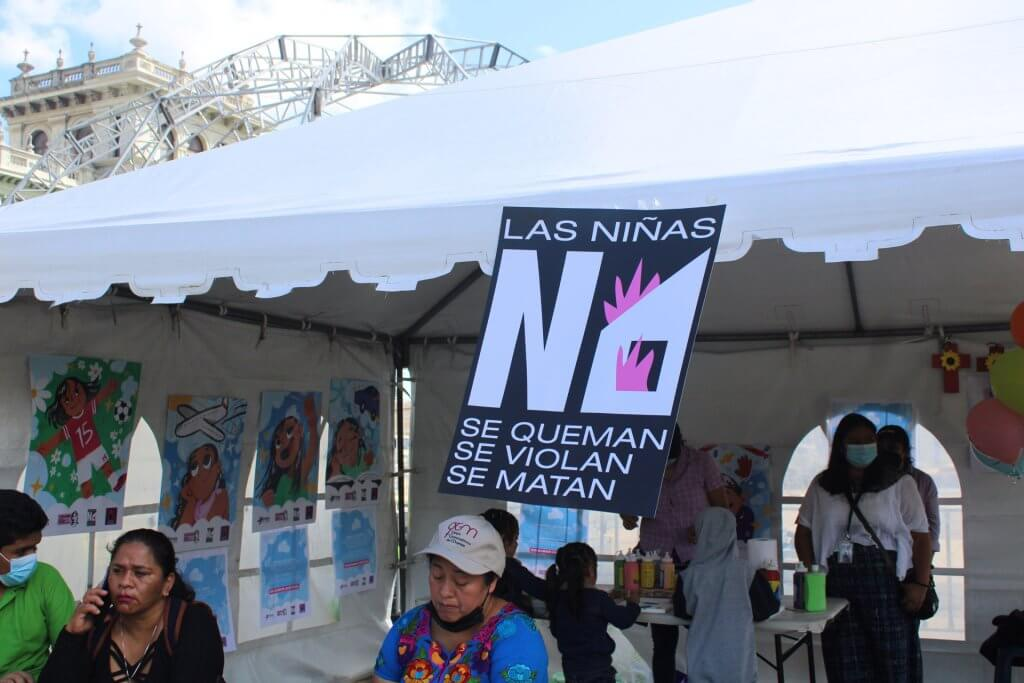 LAS NIÑAS
NO
SE QUEMAN
SE VIOLAN
SE MATAN
15